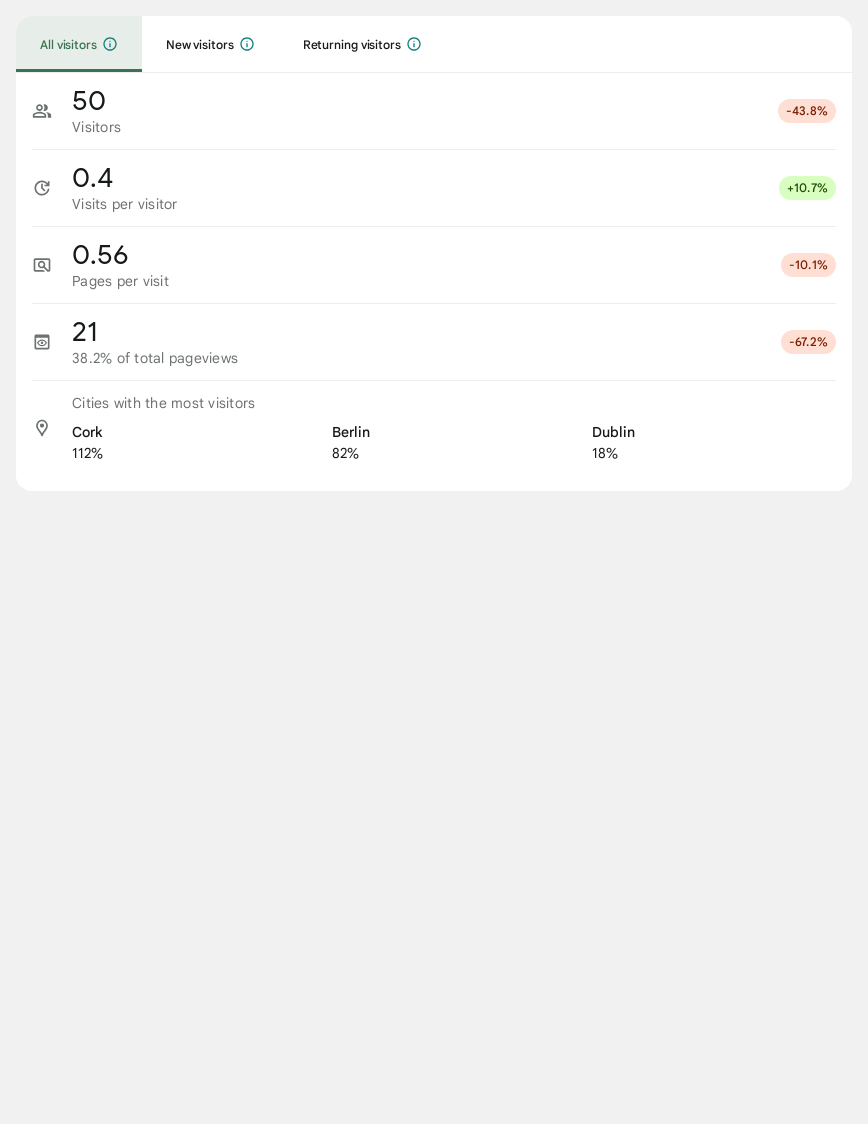 All visitors New visitors Returning visitors
50
Visitors
-43.8%
0.4
Visits per visitor
+10.7%
0.56
Pages per visit
-10.1%
21
38.2% of total pageviews
-67.2%
Cities with the most visitors
Cork Berlin Dublin
112% 82% 18%